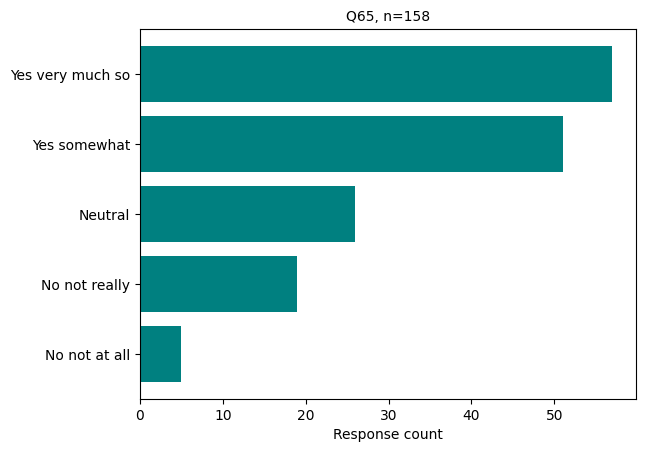 Q65, n=158
Yes very much so
Yes somewhat
Neutral
No not really
No not at all
0 10 20 30 40 50
Response count